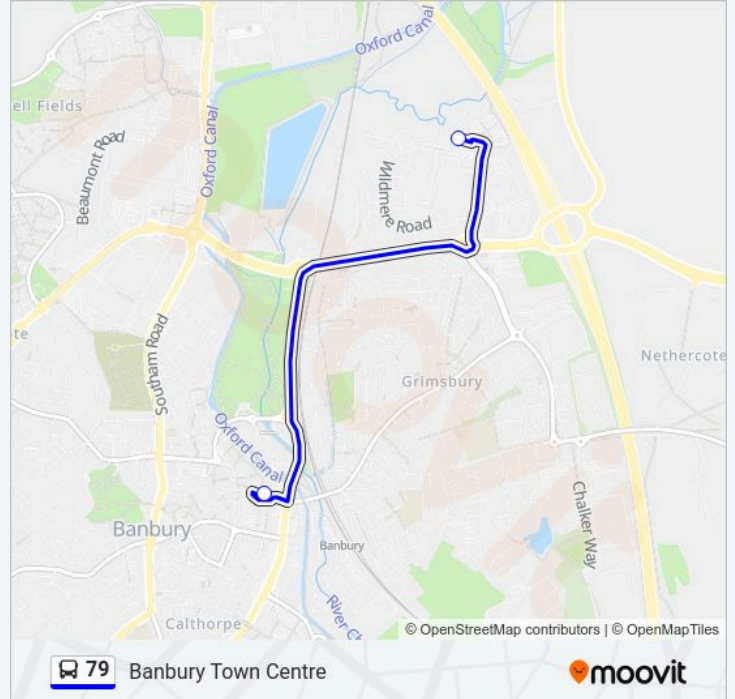 Oxford Canal
ell Fields
Beaumont Road
Oxford Canal
Wildmere
Road
te
Southam Road
Nethercote
Grimsbury
Oxford Canal
Chalker Way
Banbury
Banbury
River Ch
Calthorpe
© OpenStreetMap contributors | © OpenMapTiles
79 Banbury Town Centre
moovit